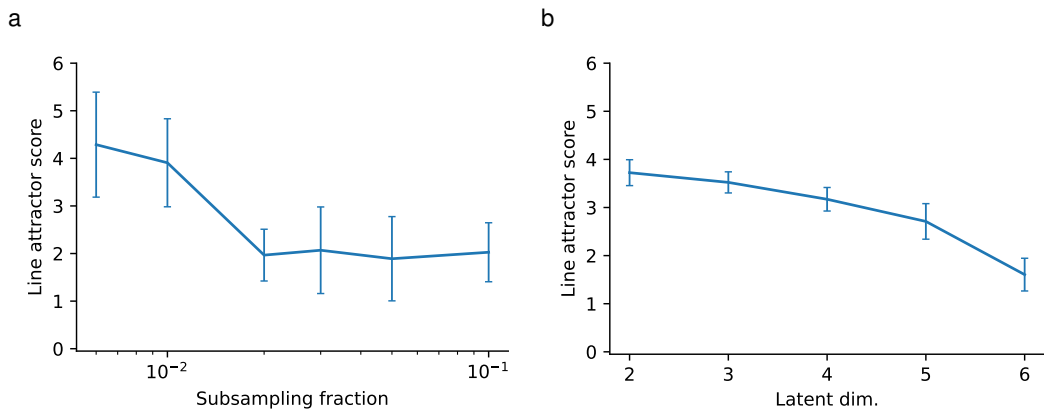 a
6
5
4
3
2
1
0
Line attractor score
10⁻²
10⁻¹
Subsampling fraction
b
6
5
4
3
2
1
0
Line attractor score
2 3 4 5 6
Latent dim.